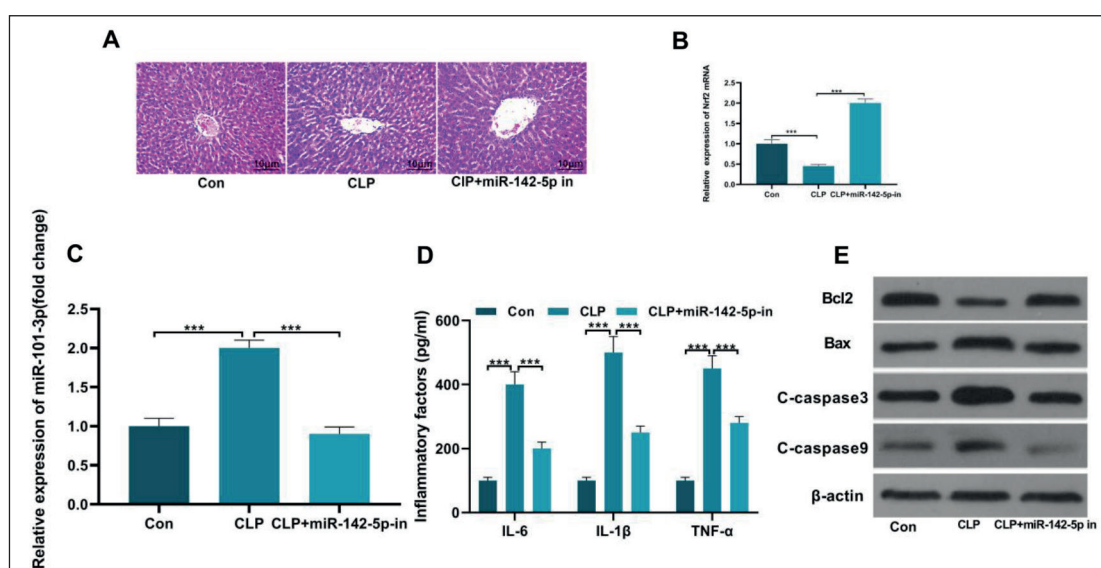 A
10μm
10μm
10μm
Con
CLP
ClP+miR-142-5p in
B
Relative expression of Nrf2 mRNA
2.5
2.0
1.5
1.0
0.5
0.0
***
***
Con
CLP
CLP+miR-142-5p-in
C
Relative expression of miR-101-3p(fold change)
2.5
2.0
1.5
1.0
0.5
0.0
***
***
Con
CLP
CLP+miR-142-5p-in
D
Inflammatory factors (pg/ml)
Con
CLP
CLP+miR-142-5p-in
600
400
200
0
***
***
***
***
***
***
IL-6
IL-1β
TNF-α
E
Bcl2
Bax
C-caspase3
C-caspase9
β-actin
Con
CLP
CLP+miR-142-5p in